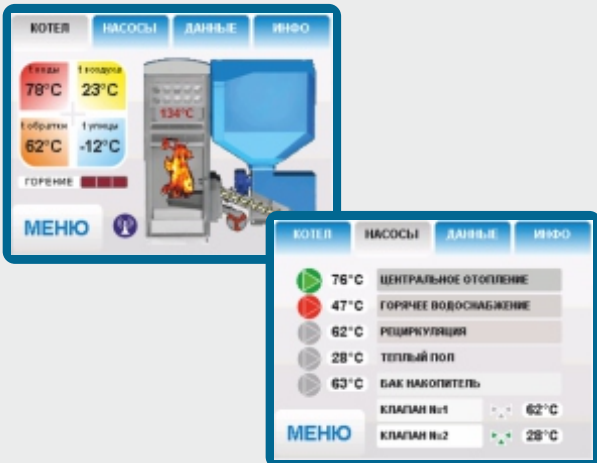 КОТЕЛ НАСОСЫ ДАННЫЕ ИНФО
t воды t воздуха
78°C 23°C
134°C
t обратки t улицы
62°C -12°C
ГОРЕНИЕ
МЕНЮ
КОТЕЛ НАСОСЫ ДАННЫЕ ИНФО
76°C ЦЕНТРАЛЬНОЕ ОТОПЛЕНИЕ
47°C ГОРЯЧЕЕ ВОДОСНАБЖЕНИЕ
62°C РЕЦИРКУЛЯЦИЯ
28°C ТЕПЛЫЙ ПОЛ
63°C БАК НАКОПИТЕЛЬ
КЛАПАН №1 62°C
МЕНЮ КЛАПАН №2 28°C